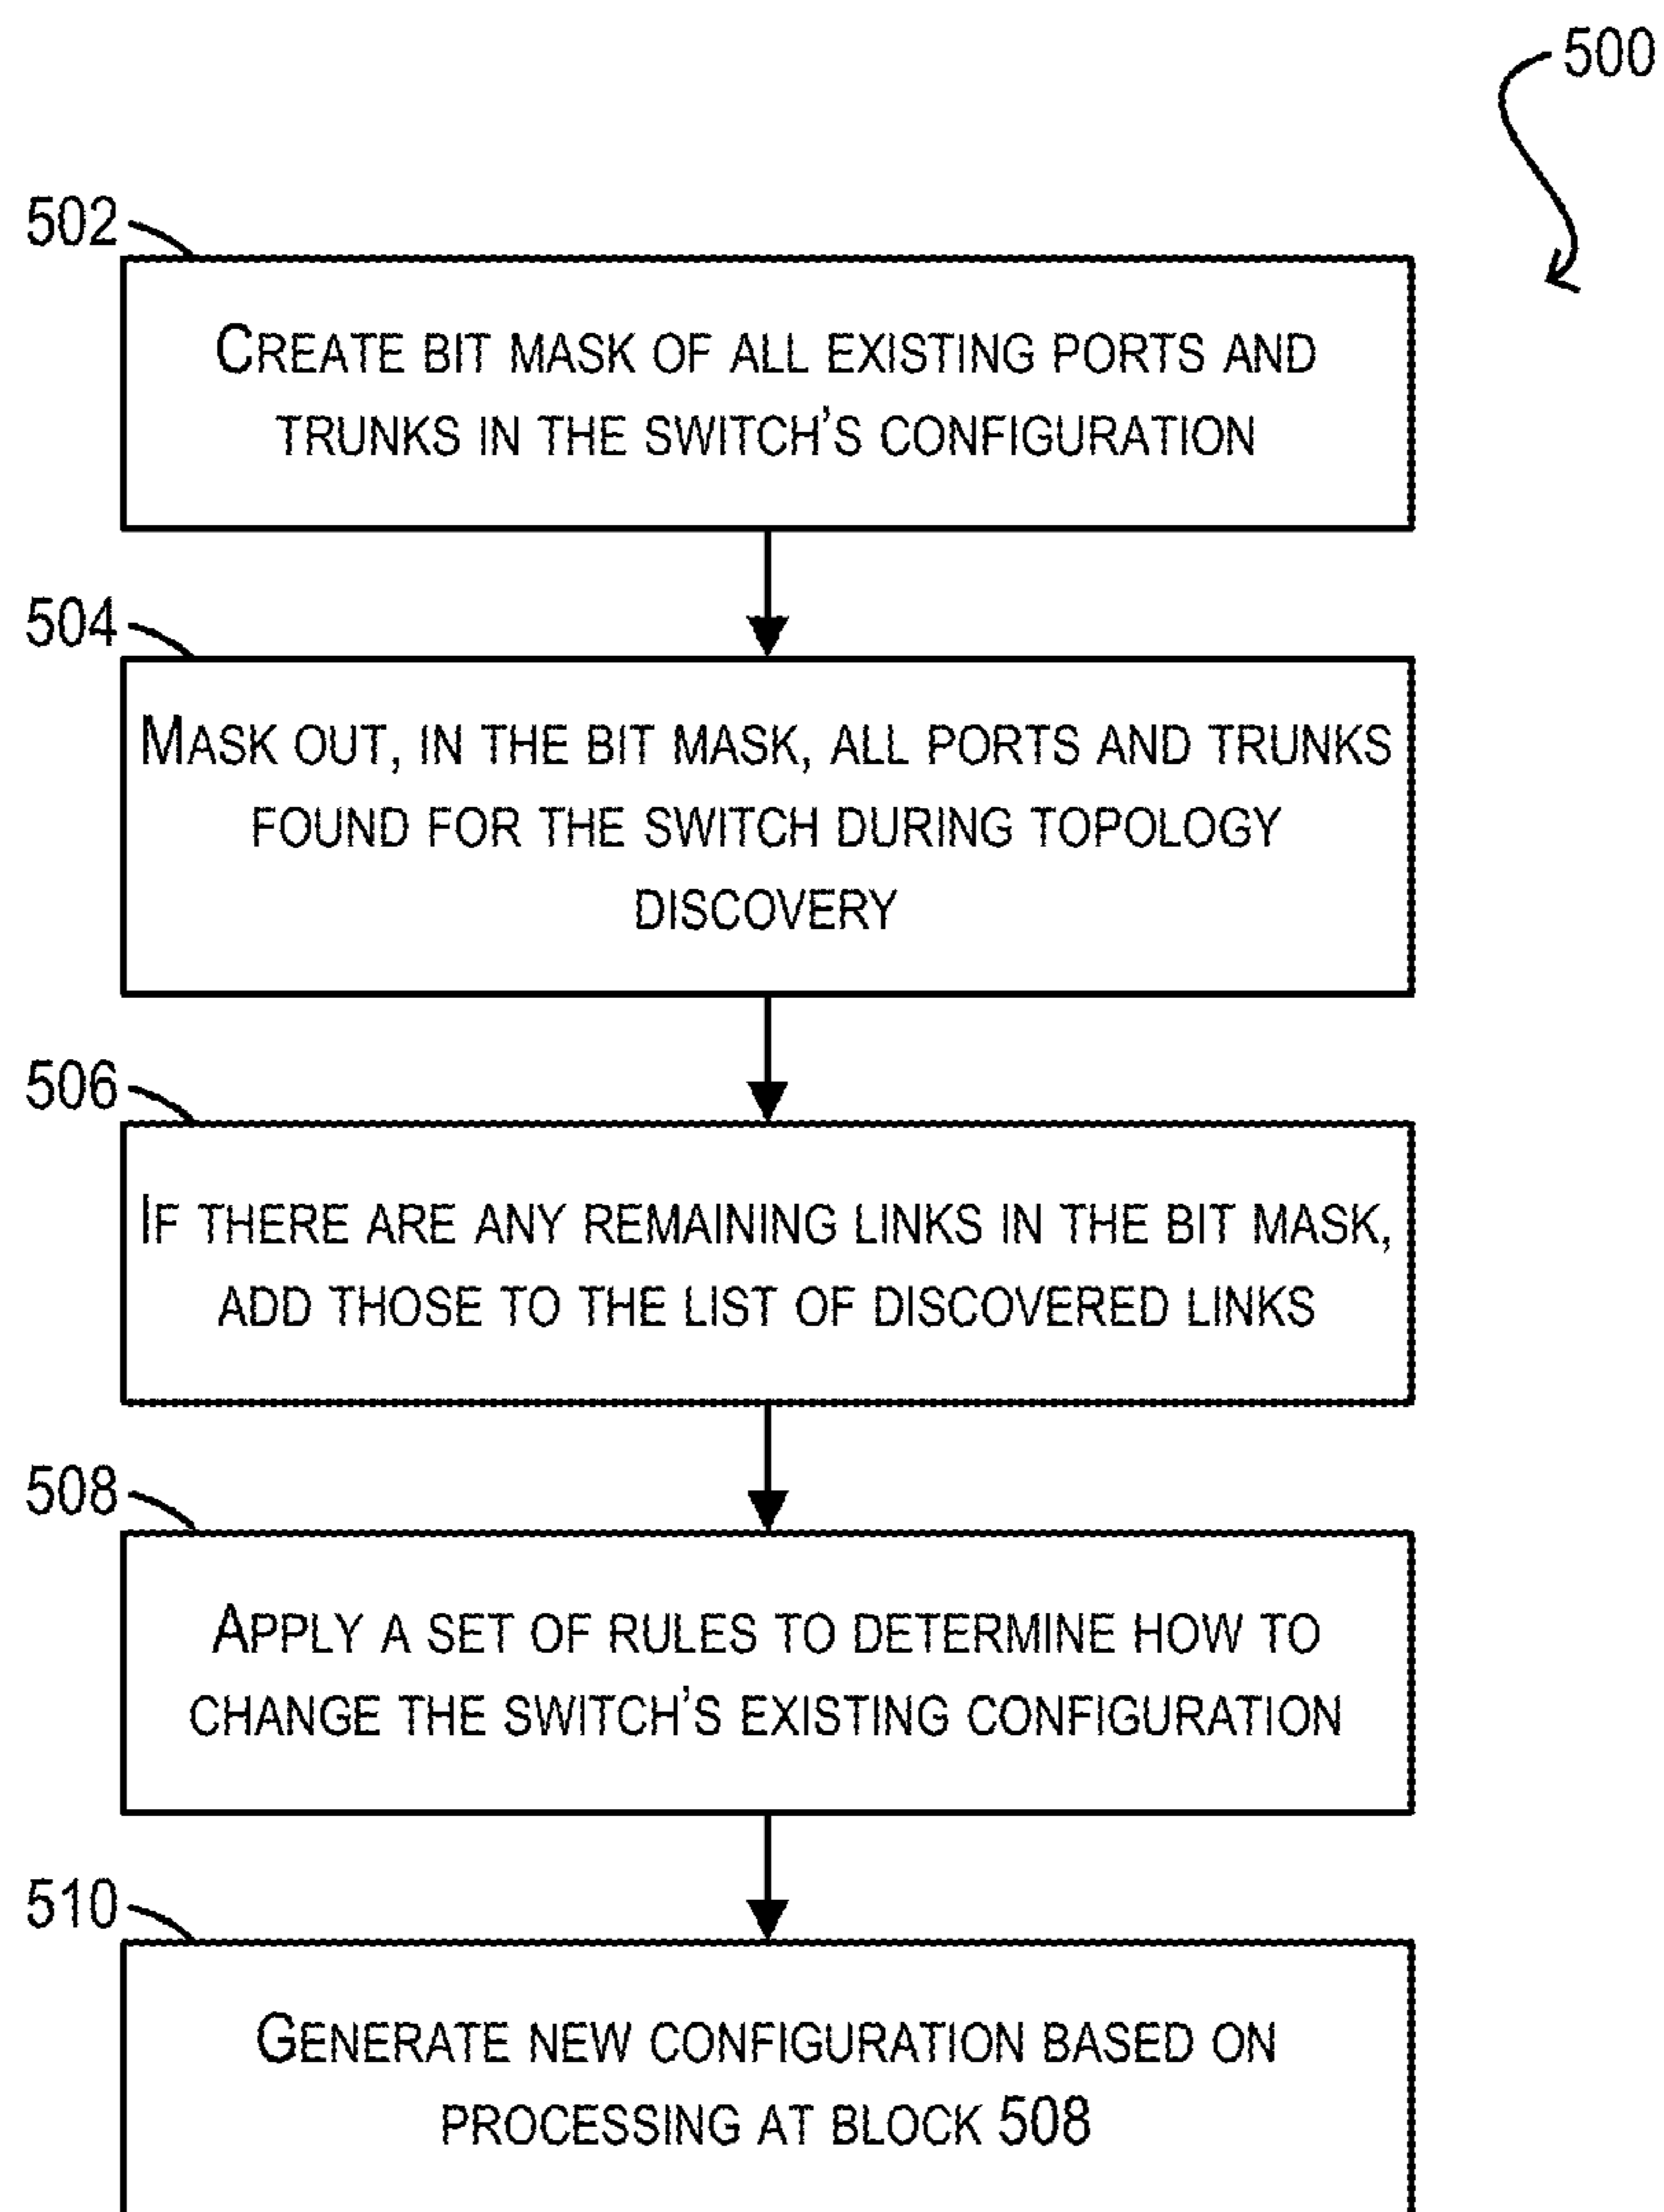 500
502
CREATE BIT MASK OF ALL EXISTING PORTS AND
TRUNKS IN THE SWITCH'S CONFIGURATION
504
MASK OUT, IN THE BIT MASK, ALL PORTS AND TRUNKS
FOUND FOR THE SWITCH DURING TOPOLOGY
DISCOVERY
506
IF THERE ARE ANY REMAINING LINKS IN THE BIT MASK,
ADD THOSE TO THE LIST OF DISCOVERED LINKS
508
APPLY A SET OF RULES TO DETERMINE HOW TO
CHANGE THE SWITCH'S EXISTING CONFIGURATION
510
GENERATE NEW CONFIGURATION BASED ON
PROCESSING AT BLOCK 508